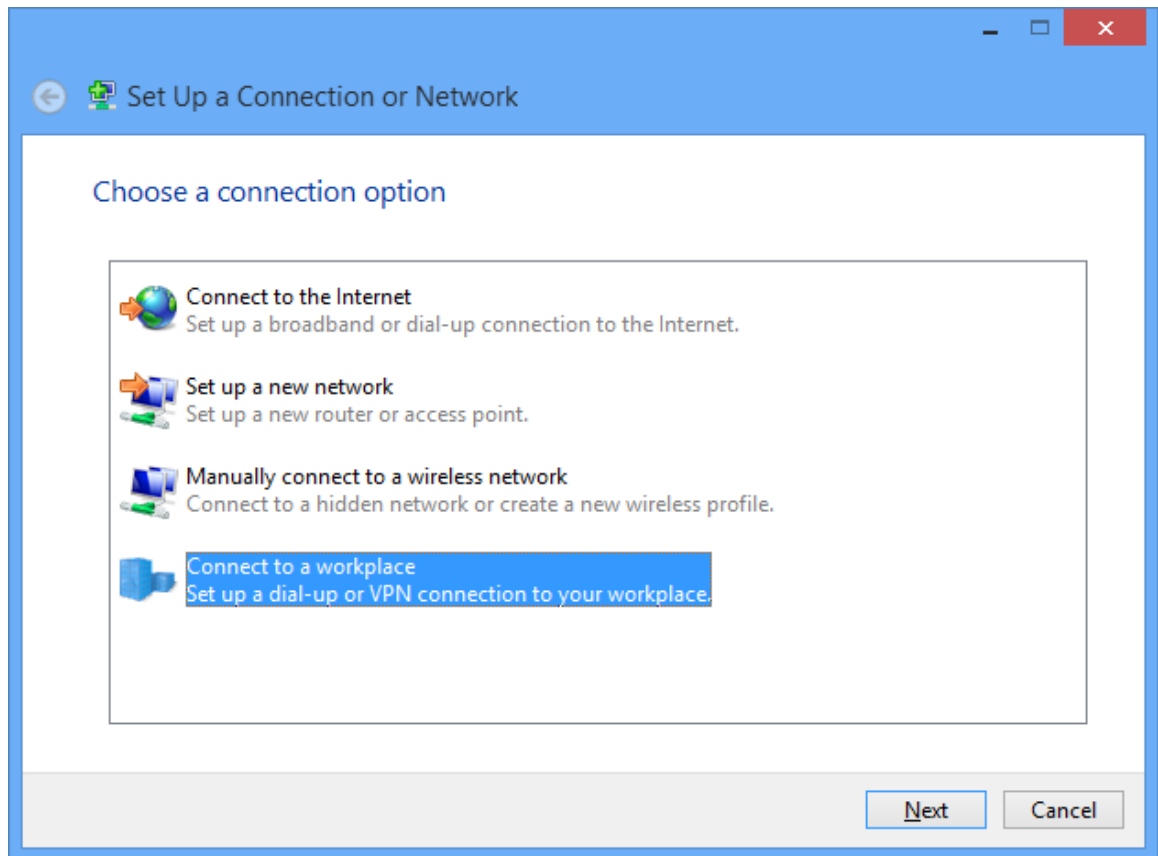 Set Up a Connection or Network
Choose a connection option
Connect to the Internet
Set up a broadband or dial-up connection to the Internet.
Set up a new network
Set up a new router or access point.
Manually connect to a wireless network
Connect to a hidden network or create a new wireless profile.
Connect to a workplace
Set up a dial-up or VPN connection to your workplace.
Next
Cancel